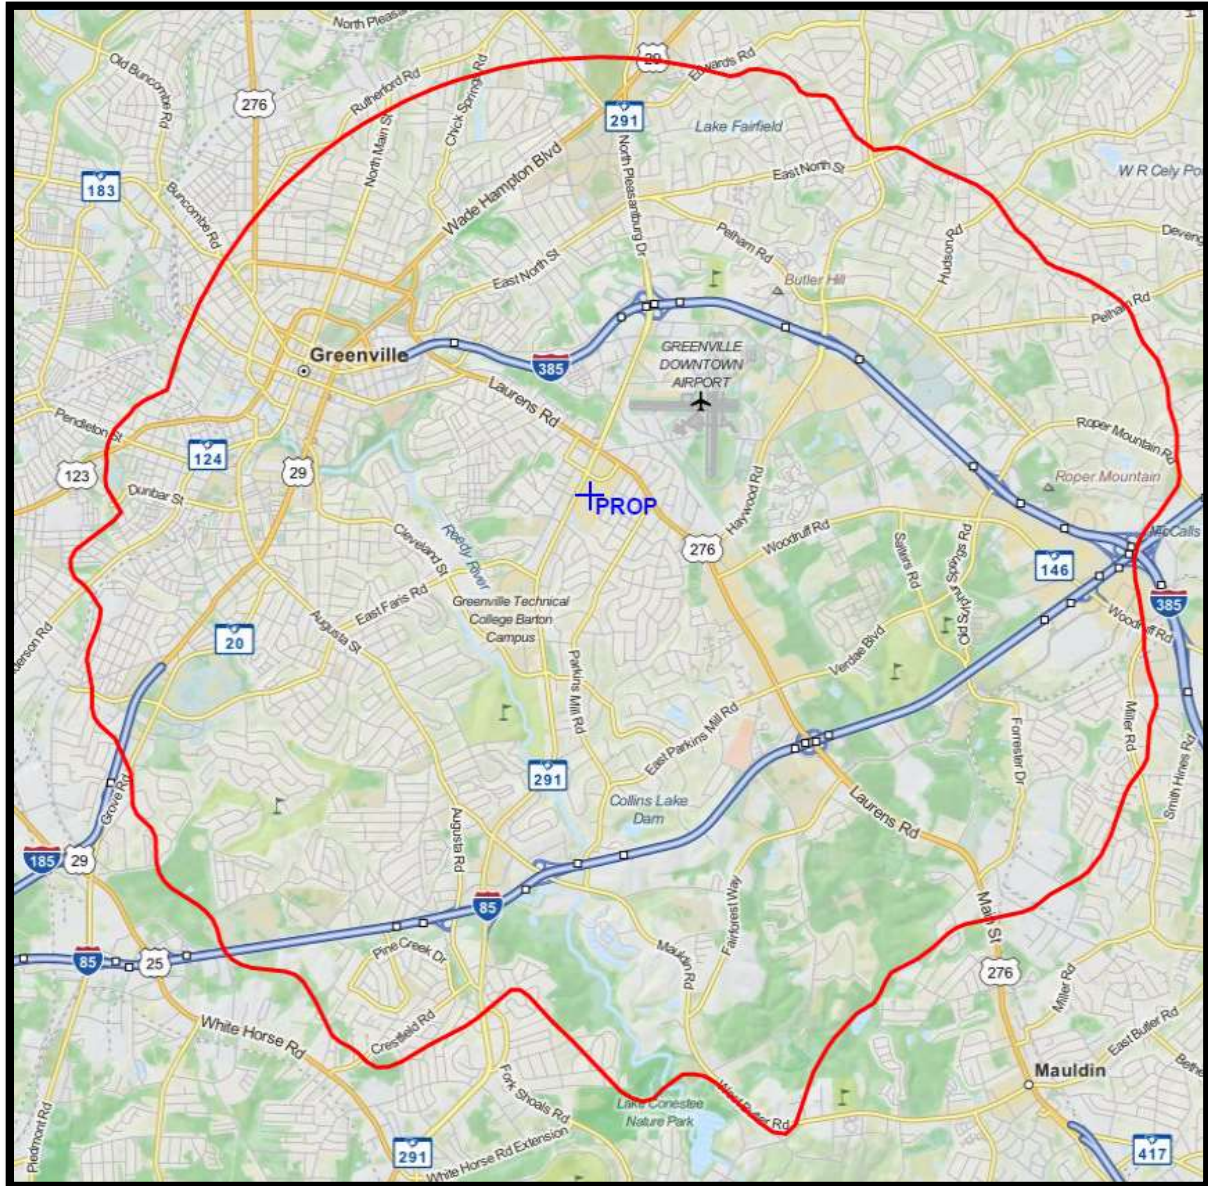 North Pleasant
29
Old Buncombe Rd
276
Rutherford Rd
Chick Springs Rd
Edwards Rd
291
Lake Fairfield
North Main St
Wade Hampton Blvd
North Pleasantburg Dr
East North St
W R Cely Po
183
Buncombe Rd
Deveng
Pelham Rd
Hudson Rd
East North St
Butler Hill
Pelham Rd
Greenville
385
GREENVILLE
DOWNTOWN
AIRPORT
Laurens Rd
Pendleton St
124
Roper Mountain Rd
123
29
Roper Mountain
Dunbar St
PROP
Haywood Rd
Cleveland St
Reedy River
276
Woodruff Rd
McCalls
Salters Rd
Old Sulphur Springs Rd
146
East Faris Rd
Greenville Technical
College Barton
Campus
385
Woodruff Rd
derson Rd
20
Augusta St
Verdae Blvd
Parkins Mill Rd
East Parkins Mill Rd
Forrester Dr
Miller Rd
Smith Hines Rd
291
Grove Rd
Collins Lake
Dam
Laurens Rd
Augusta Rd
185
29
Main St
85
Fairforest Way
Pine Creek Dr
Mauldin Rd
85
25
276
Miller Rd
White Horse Rd
Crestfield Rd
East Butler Rd
Mauldin
Bethe
Fork Shoals Rd
West Butler Rd
Lake Conestee
Nature Park
Piedmont Rd
291
White Horse Rd Extension
417